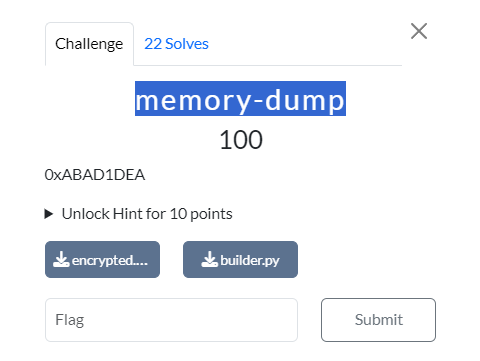 Challenge
22 Solves
memory-dump
100
0xABAD1DEA
Unlock Hint for 10 points
encrypted....
builder.py
Flag
Submit